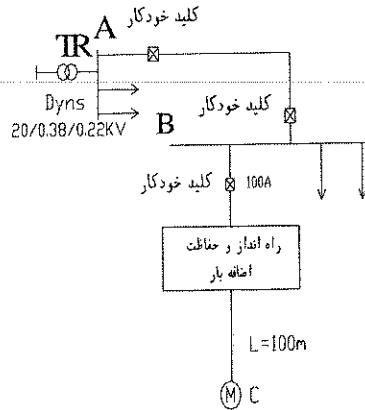 کلید خودکار
TR A
Dyn5
20/0.38/0.22KV
کلید خودکار
B
کلید خودکار 100A
راه انداز و حفاظت
اضافه بار
L=100m
M C